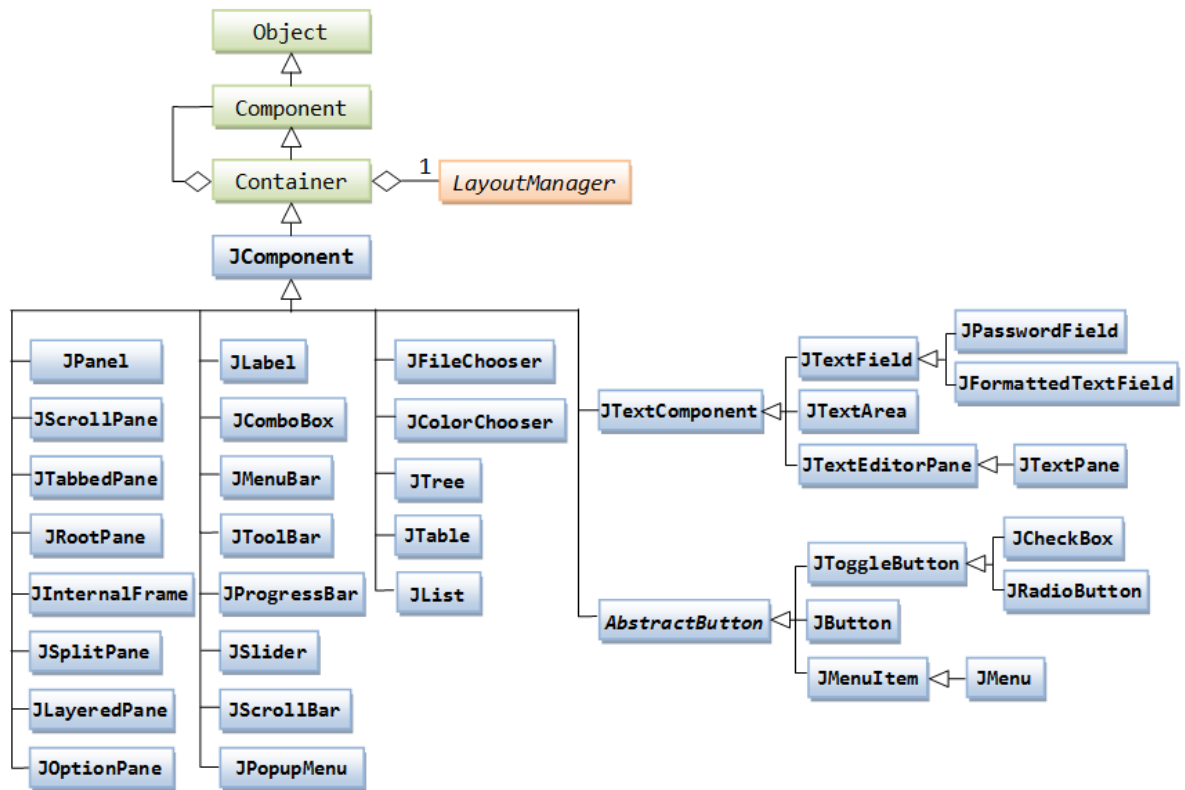 Object
Component
Container
1
LayoutManager
JComponent
JPanel
JScrollPane
JTabbedPane
JRootPane
JInternalFrame
JSplitPane
JLayeredPane
JOptionPane
JLabel
JComboBox
JMenuBar
JToolBar
JProgressBar
JSlider
JScrollBar
JPopupMenu
JFileChooser
JColorChooser
JTree
JTable
JList
JTextComponent
JTextField
JPasswordField
JFormattedTextField
JTextArea
JTextEditorPane
JTextPane
AbstractButton
JToggleButton
JCheckBox
JRadioButton
JButton
JMenuItem
JMenu